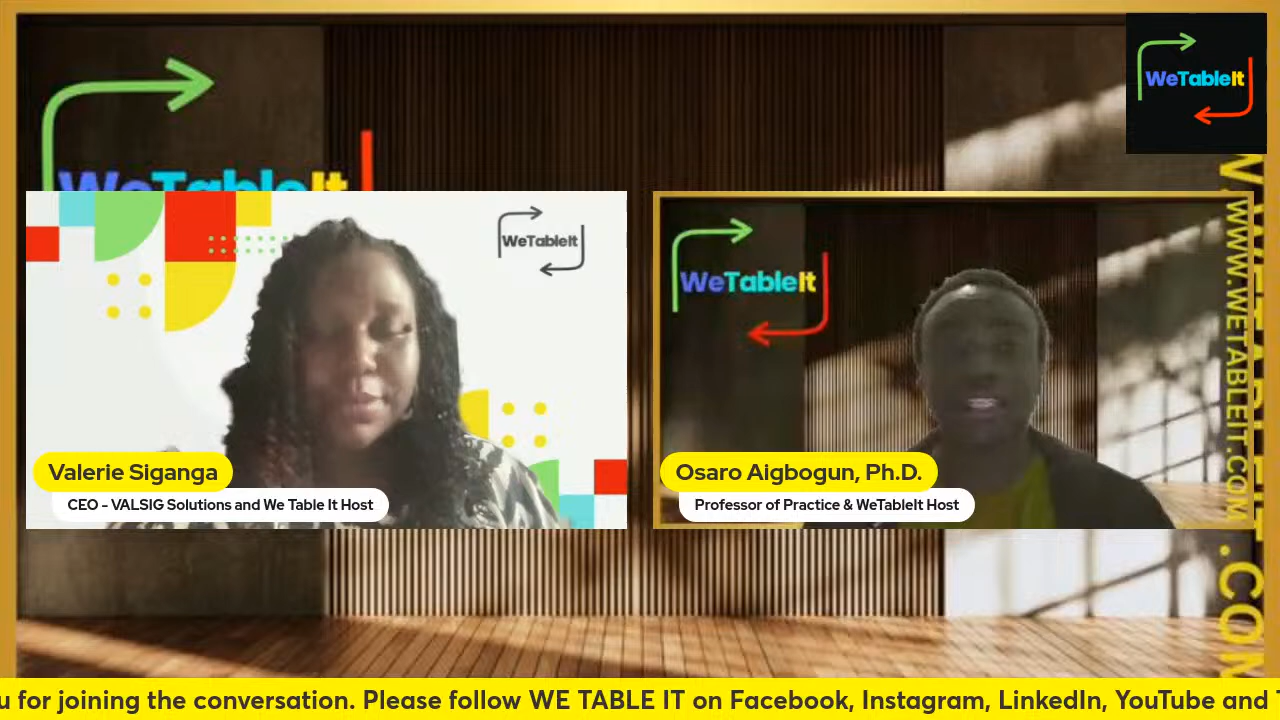 WeTableIt
WeTableIt
WeTableIt
WeTableIt
WWW.WETABLEIT.COM
.COM
Valerie Siganga
CEO - VALSIG Solutions and We Table It Host
Osaro Aigbogun, Ph.D.
Professor of Practice & WeTableIt Host
for joining the conversation. Please follow WE TABLE IT on Facebook, Instagram, LinkedIn, YouTube and